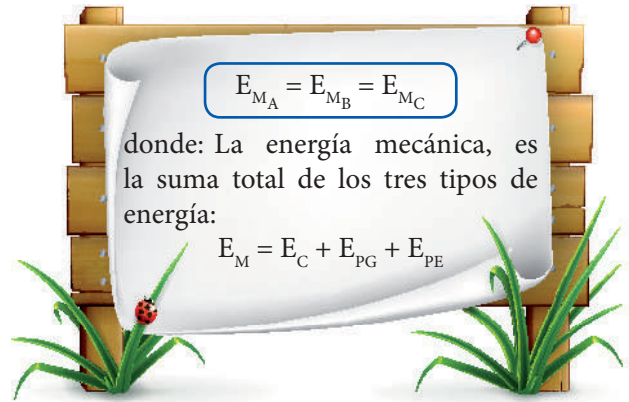 E_{M_A} = E_{M_B} = E_{M_C}
donde: La energía mecánica, es
la suma total de los tres tipos de
energía:
E_M = E_C + E_{PG} + E_{PE}